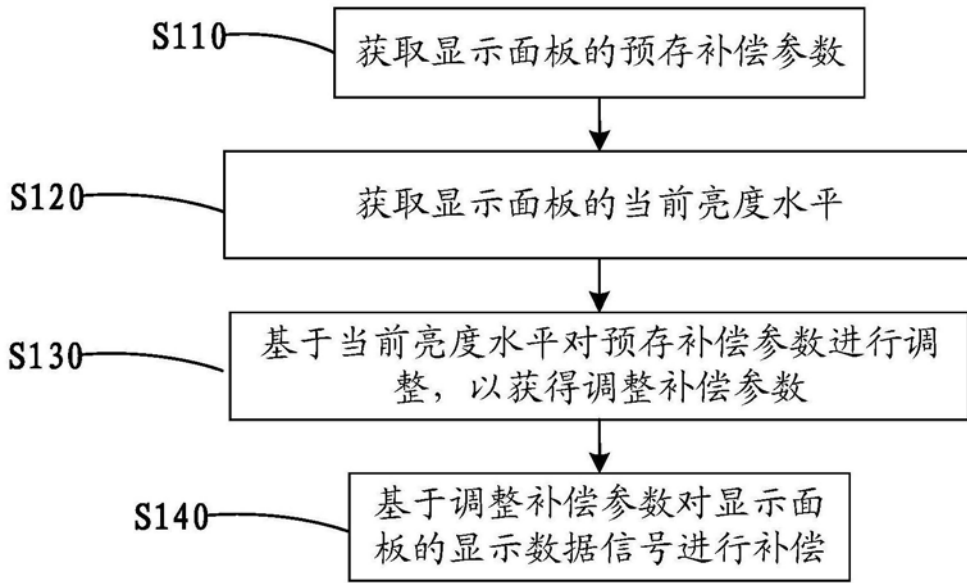 S110
获取显示面板的预存补偿参数
S120
获取显示面板的当前亮度水平
S130
基于当前亮度水平对预存补偿参数进行调
整，以获得调整补偿参数
S140
基于调整补偿参数对显示面
板的显示数据信号进行补偿